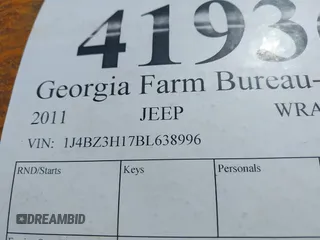 4193
Georgia Farm Bureau-
2011 JEEP WRA
VIN: 1J4BZ3H17BL638996
RND/Starts Keys Personals
DREAMBID